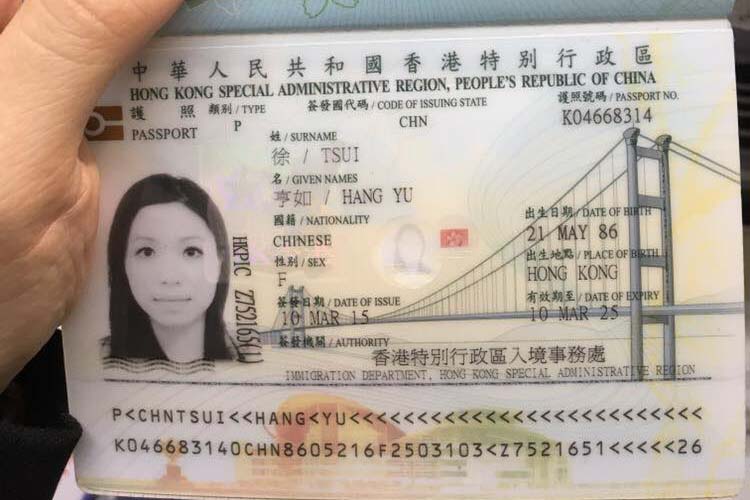 中華人民共和國香港特別行政區
HONG KONG SPECIAL ADMINISTRATIVE REGION, PEOPLE'S REPUBLIC OF CHINA
護照 類別 / TYPE 簽發國代碼 / CODE OF ISSUING STATE 護照號碼 / PASSPORT NO.
PASSPORT P CHN K04668314
姓 / SURNAME
徐 / TSUI
名 / GIVEN NAMES
亨如 / HANG YU
國籍 / NATIONALITY 出生日期 / DATE OF BIRTH
CHINESE 21 MAY 86
性別 / SEX 出生地點 / PLACE OF BIRTH
F HONG KONG
簽發日期 / DATE OF ISSUE 有效期至 / DATE OF EXPIRY
10 MAR 15 10 MAR 25
簽發機關 / AUTHORITY
香港特別行政區入境事務處
IMMIGRATION DEPARTMENT, HONG KONG SPECIAL ADMINISTRATIVE REGION
HKPIC
P<CHNTSUI<<HANG<YU<<<<<<<<<<<<<<<<<<<<<<<<<<
K046683140CHN8605216F2503103<Z7521651<<<<<26